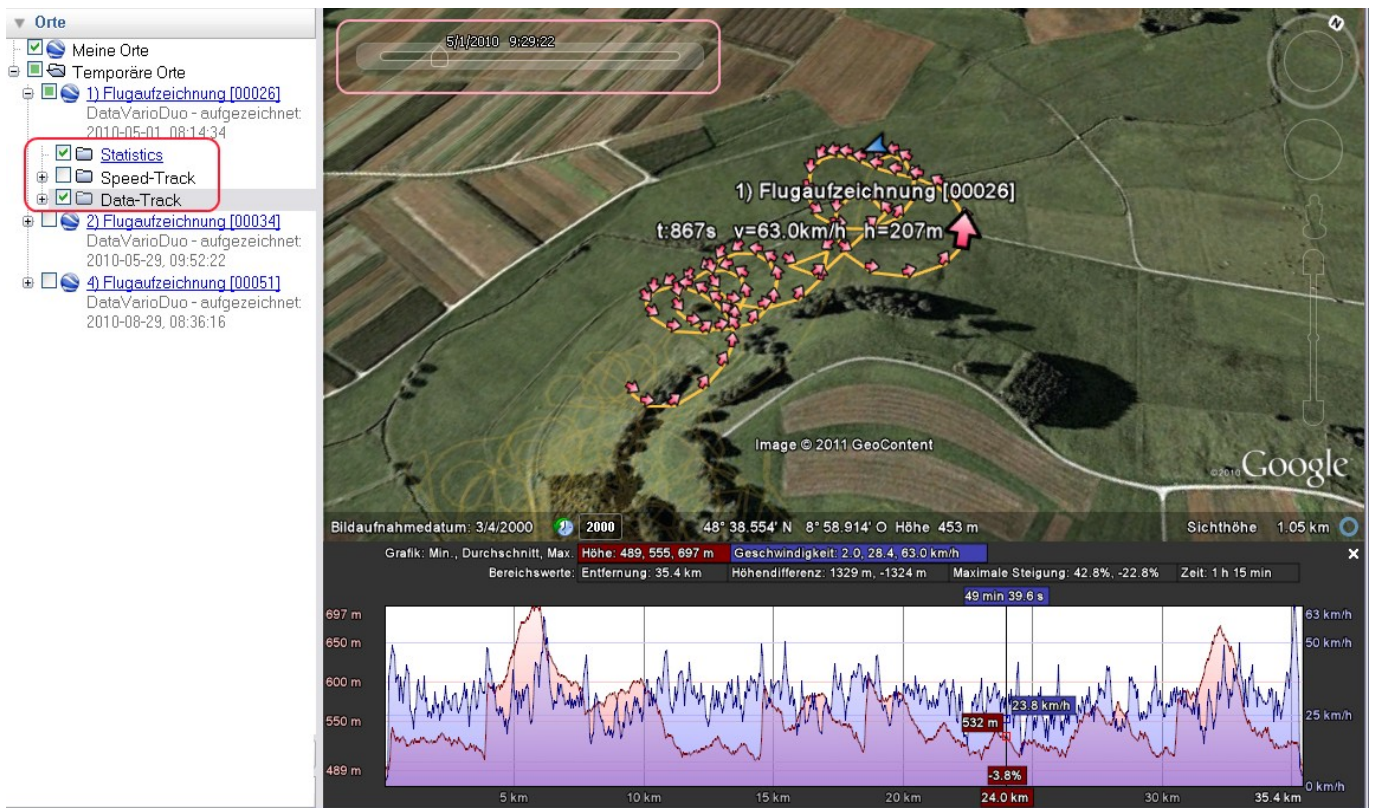 Orte
Meine Orte
Temporäre Orte
1) Flugaufzeichnung [00026]
DataVarioDuo - aufgezeichnet:
2010-05-01, 08:14:34
Statistics
Speed-Track
Data-Track
2) Flugaufzeichnung [00034]
DataVarioDuo - aufgezeichnet:
2010-05-29, 09:52:22
4) Flugaufzeichnung [00051]
DataVarioDuo - aufgezeichnet:
2010-08-29, 08:36:16
5/1/2010 9:29:22
N
1) Flugaufzeichnung [00026]
t:867s v=63.0km/h h=207m
Image © 2011 GeoContent
©2010 Google
Bildaufnahmedatum: 3/4/2000 2000 48° 38.554' N 8° 58.914' O Höhe 453 m Sichthöhe 1.05 km
Grafik: Min., Durchschnitt, Max. Höhe: 489, 555, 697 m Geschwindigkeit: 2.0, 28.4, 63.0 km/h
Bereichswerte: Entfernung: 35.4 km Höhendifferenz: 1329 m, -1324 m Maximale Steigung: 42.8%, -22.8% Zeit: 1 h 15 min
49 min 39.6 s
697 m 63 km/h
650 m 50 km/h
600 m
23.8 km/h
550 m 532 m 25 km/h
489 m -3.8% 0 km/h
5 km 10 km 15 km 20 km 24.0 km 30 km 35.4 km